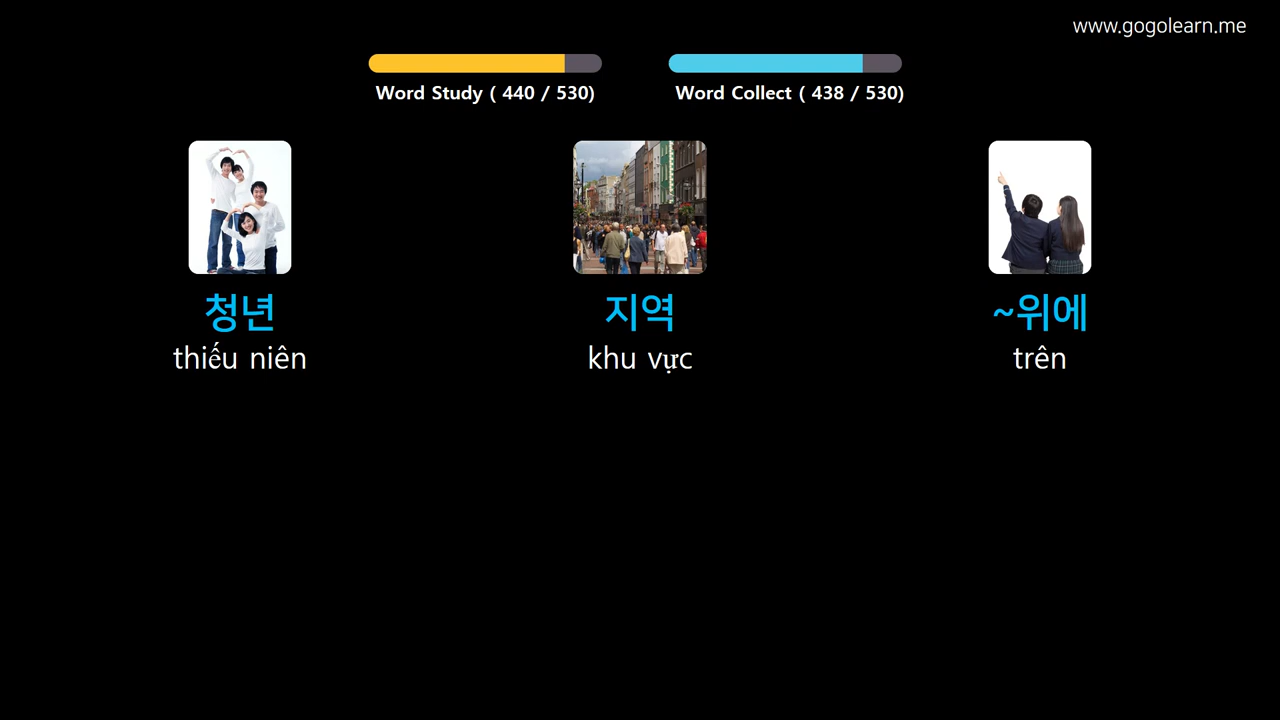 www.gogolearn.me
Word Study ( 440 / 530)
Word Collect ( 438 / 530)
청년
지역
~위에
thiếu niên
khu vực
trên